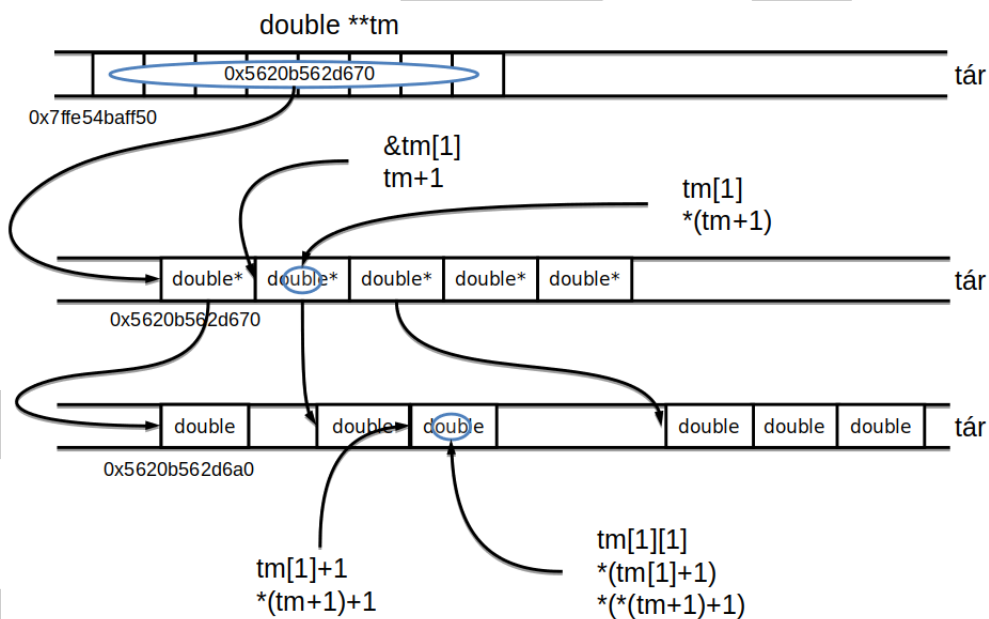 double **tm
0x5620b562d670
tár
0x7ffe54baff50
&tm[1]
tm+1
tm[1]
*(tm+1)
double* double* double* double* double*
tár
0x5620b562d670
double double double double double double
tár
0x5620b562d6a0
tm[1]+1
*(tm+1)+1
tm[1][1]
*(tm[1]+1)
*(*(tm+1)+1)